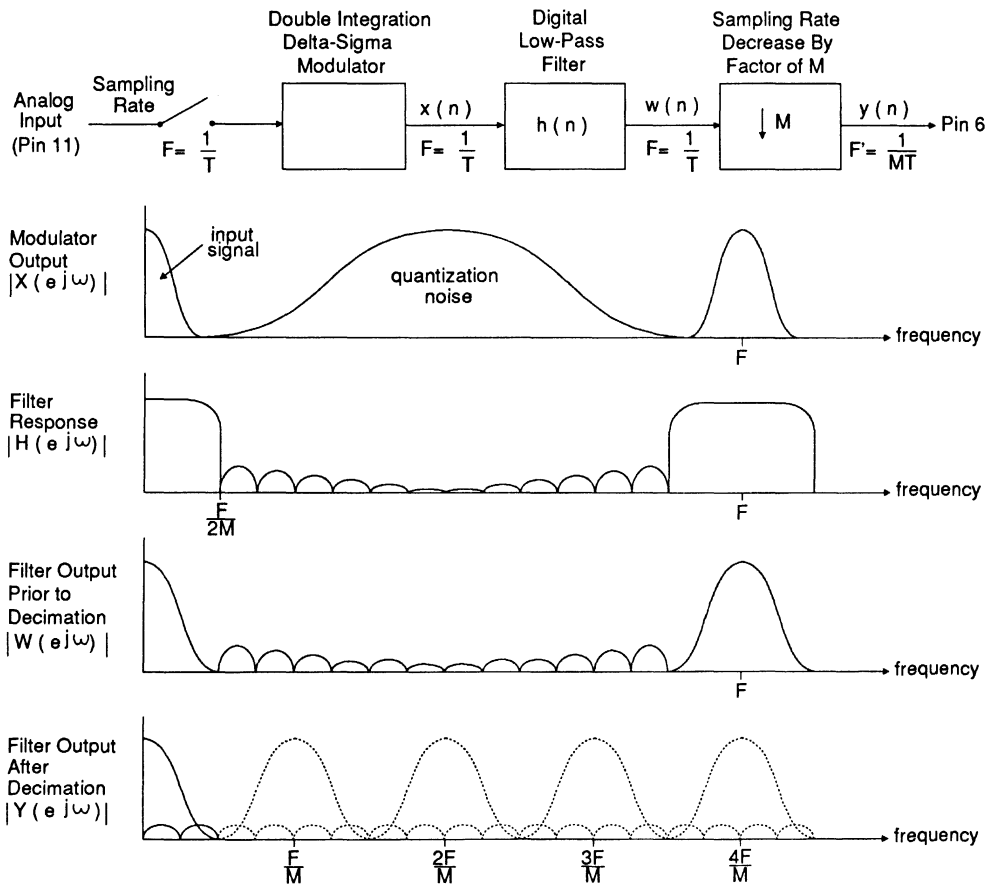 Double Integration
Delta-Sigma
Modulator
Digital
Low-Pass
Filter
Sampling Rate
Decrease By
Factor of M
Analog
Input
(Pin 11)
Sampling
Rate
F= 1/T
x(n)
F= 1/T
h(n)
w(n)
F= 1/T
↓ M
y(n)
F'= 1/MT
Pin 6
Modulator
Output
|X(e jω)|
input
signal
quantization
noise
frequency
F
Filter
Response
|H(e jω)|
frequency
F/2M
F
Filter Output
Prior to
Decimation
|W(e jω)|
frequency
F
Filter Output
After
Decimation
|Y(e jω)|
frequency
F/M
2F/M
3F/M
4F/M